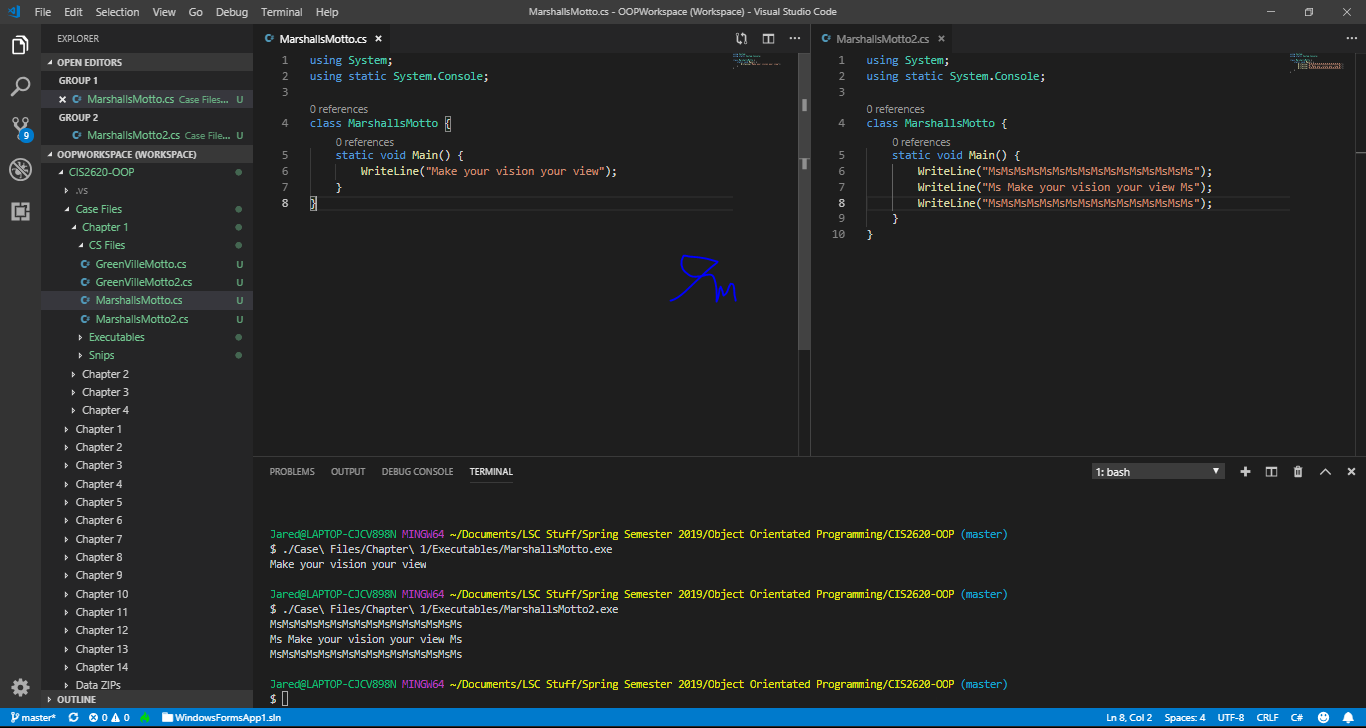 File Edit Selection View Go Debug Terminal Help
MarshallsMotto.cs - OOPWorkspace (Workspace) - Visual Studio Code
EXPLORER
OPEN EDITORS
GROUP 1
MarshallsMotto.cs Case Files... U
GROUP 2
MarshallsMotto2.cs Case File... U
OOPWORKSPACE (WORKSPACE)
CIS2620-OOP
.vs
Case Files
Chapter 1
CS Files
GreenVilleMotto.cs U
GreenVilleMotto2.cs U
MarshallsMotto.cs U
MarshallsMotto2.cs U
Executables
Snips
Chapter 2
Chapter 3
Chapter 4
Chapter 1
Chapter 2
Chapter 3
Chapter 4
Chapter 5
Chapter 6
Chapter 7
Chapter 8
Chapter 9
Chapter 10
Chapter 11
Chapter 12
Chapter 13
Chapter 14
Data ZIPs
OUTLINE
9
MarshallsMotto.cs
1 using System;
2 using static System.Console;
3
0 references
4 class MarshallsMotto {
0 references
5 static void Main() {
6 WriteLine("Make your vision your view");
7 }
8 }
MarshallsMotto2.cs
1 using System;
2 using static System.Console;
3
0 references
4 class MarshallsMotto {
0 references
5 static void Main() {
6 WriteLine("MsMsMsMsMsMsMsMsMsMsMsMsMsMsMsMs");
7 WriteLine("Ms Make your vision your view Ms");
8 WriteLine("MsMsMsMsMsMsMsMsMsMsMsMsMsMsMsMs");
9 }
10 }
PROBLEMS OUTPUT DEBUG CONSOLE TERMINAL
1: bash
Jared@LAPTOP-CJCV898N MINGW64 ~/Documents/LSC Stuff/Spring Semester 2019/Object Orientated Programming/CIS2620-OOP (master)
$ ./Case\ Files/Chapter\ 1/Executables/MarshallsMotto.exe
Make your vision your view
Jared@LAPTOP-CJCV898N MINGW64 ~/Documents/LSC Stuff/Spring Semester 2019/Object Orientated Programming/CIS2620-OOP (master)
$ ./Case\ Files/Chapter\ 1/Executables/MarshallsMotto2.exe
MsMsMsMsMsMsMsMsMsMsMsMsMsMsMsMs
Ms Make your vision your view Ms
MsMsMsMsMsMsMsMsMsMsMsMsMsMsMsMs
Jared@LAPTOP-CJCV898N MINGW64 ~/Documents/LSC Stuff/Spring Semester 2019/Object Orientated Programming/CIS2620-OOP (master)
$
master* 0 0 WindowsFormsApp1.sln Ln 8, Col 2 Spaces: 4 UTF-8 CRLF C#